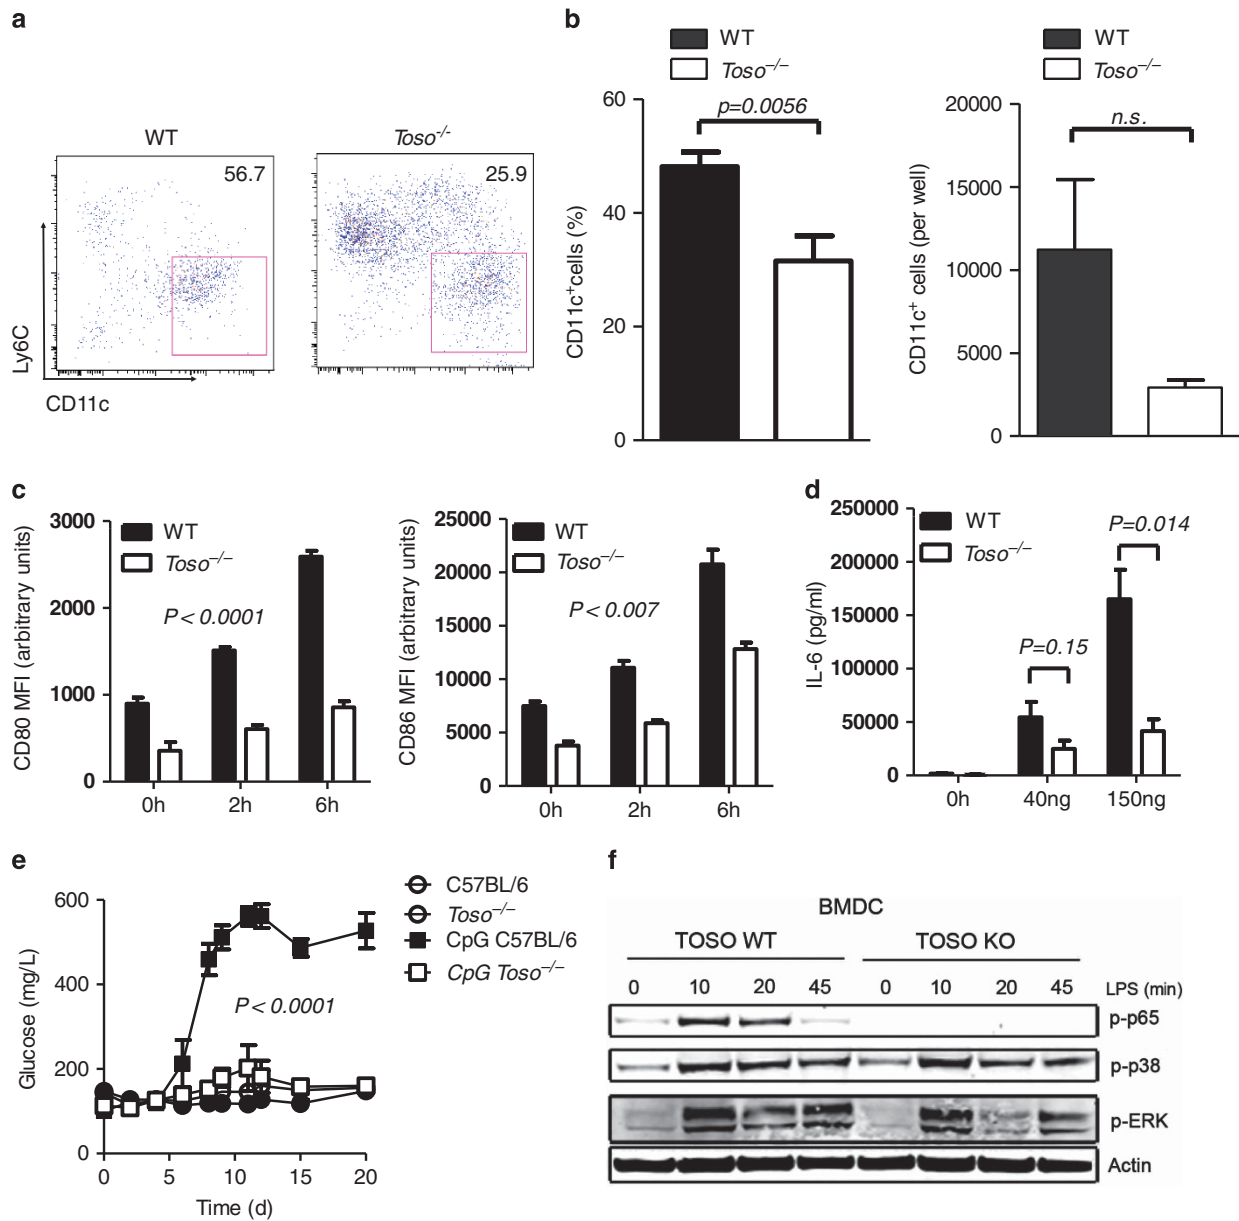 a
WT
Toso-/-
56.7
25.9
Ly6C
CD11c
b
WT
Toso–/–
p=0.0056
CD11c+cells (%)
60
40
20
0
WT
Toso–/–
n.s.
CD11c+ cells (per well)
20000
15000
10000
5000
0
c
WT
Toso–/–
P < 0.0001
CD80 MFI (arbitrary units)
3000
2000
1000
0
0h 2h 6h
WT
Toso–/–
P < 0.007
CD86 MFI (arbitrary units)
25000
20000
15000
10000
5000
0
0h 2h 6h
d
WT
Toso–/–
P=0.014
P=0.15
IL-6 (pg/ml)
250000
200000
150000
100000
50000
0
0h 40ng 150ng
e
C57BL/6
Toso–/–
CpG C57BL/6
CpG Toso–/–
P < 0.0001
Glucose (mg/L)
600
400
200
0
0 5 10 15 20
Time (d)
f
BMDC
TOSO WT TOSO KO
0 10 20 45 0 10 20 45 LPS (min)
p-p65
p-p38
p-ERK
Actin